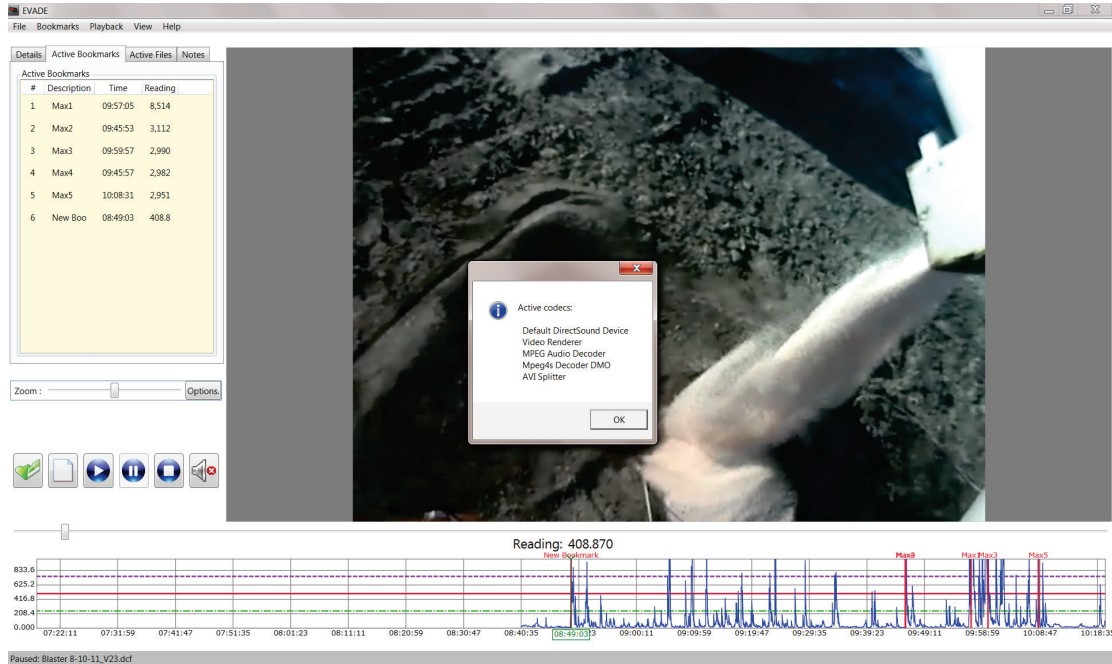 EVADE
File Bookmarks Playback View Help
Details Active Bookmarks Active Files Notes
Active Bookmarks
# Description Time Reading
1 Max1 09:57:05 8,514
2 Max2 09:45:53 3,112
3 Max3 09:59:57 2,990
4 Max4 09:45:57 2,982
5 Max5 10:08:31 2,951
6 New Boo 08:49:03 408.8
Active codecs:
Default DirectSound Device
Video Renderer
MPEG Audio Decoder
Mpeg4s Decoder DMO
AVI Splitter
OK
Zoom : Options.
Reading: 408.870
New Bookmark Max1 Max3 Max5
833.6
625.2
416.8
208.4
0.000
07:22:11 07:31:59 07:41:47 07:51:35 08:01:23 08:11:11 08:20:59 08:30:47 08:40:35 08:49:03 09:00:11 09:09:59 09:19:47 09:29:35 09:39:23 09:49:11 09:58:59 10:08:47 10:18:35
Paused: Blaster 8-10-11_V23.dcf